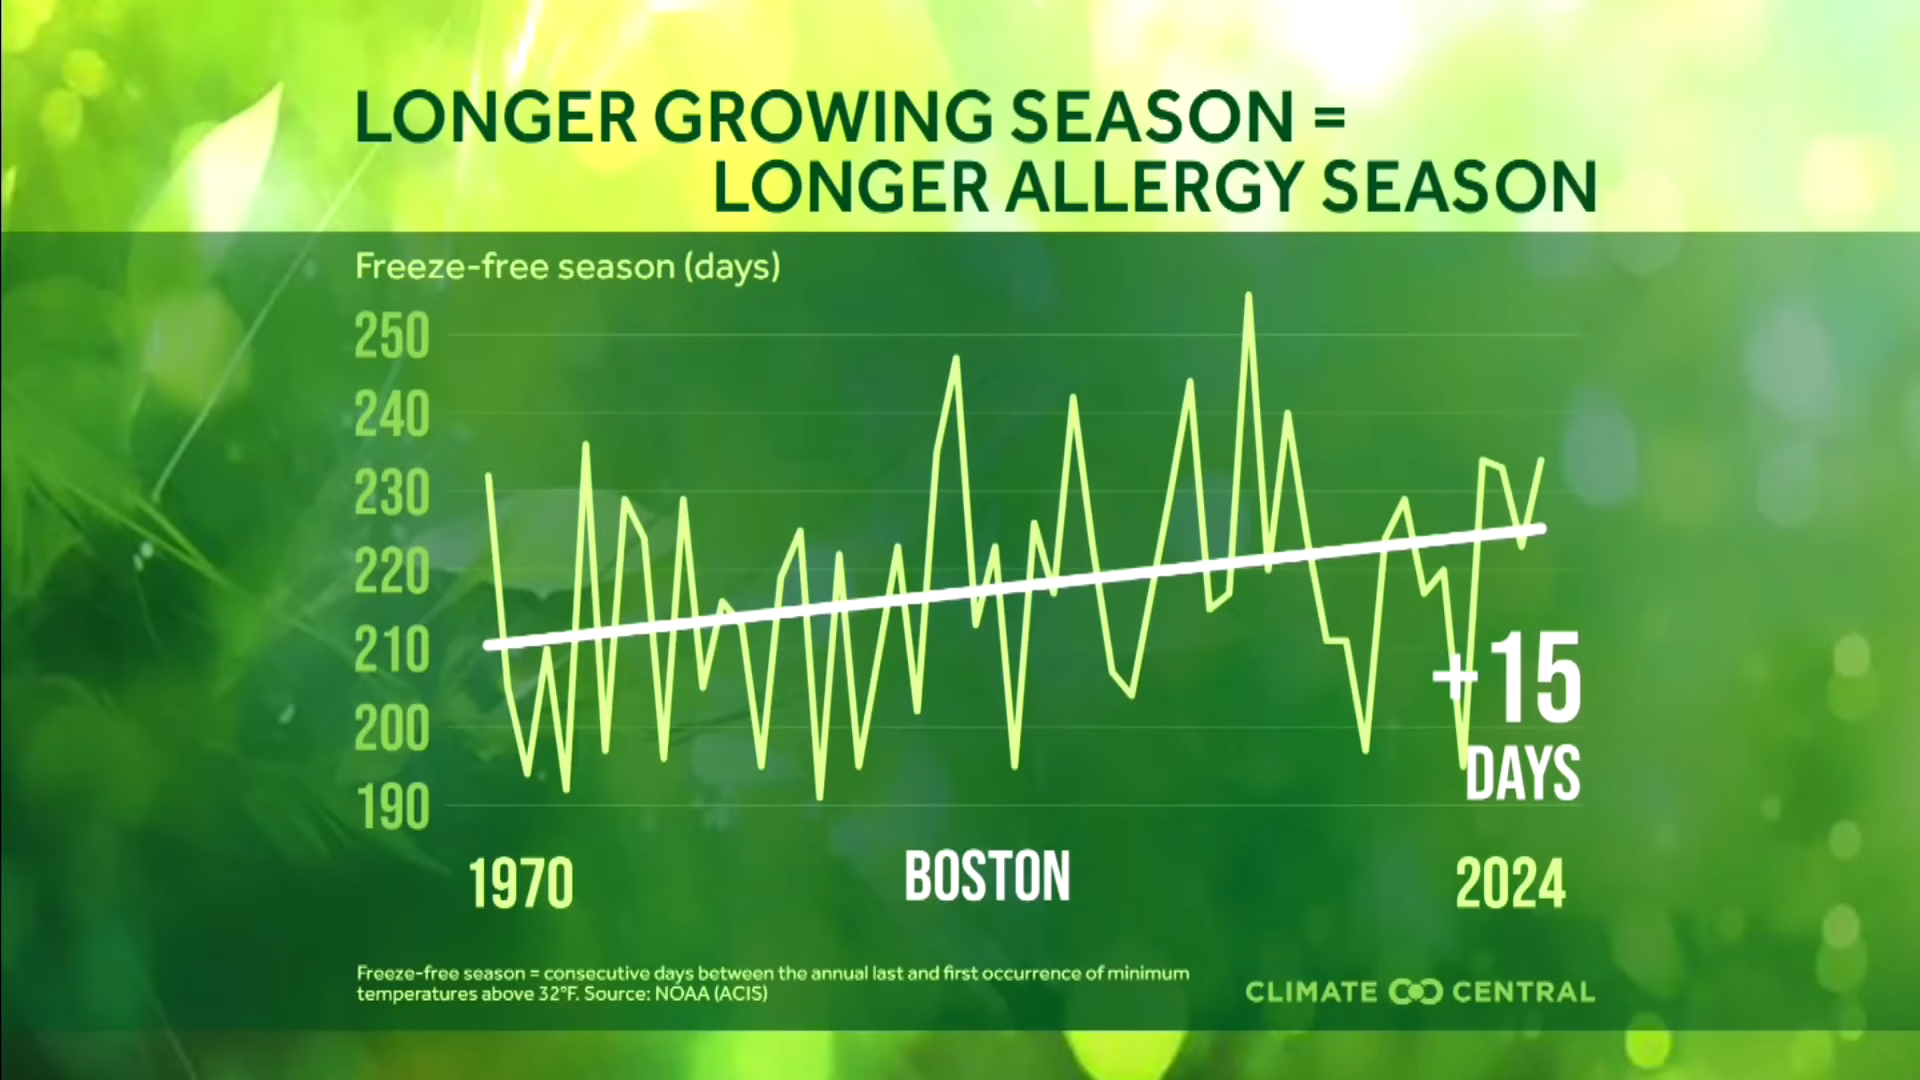 LONGER GROWING SEASON =
LONGER ALLERGY SEASON
Freeze-free season (days)
250
240
230
220
210
200
190
+15
DAYS
1970
BOSTON
2024
Freeze-free season = consecutive days between the annual last and first occurrence of minimum
temperatures above 32°F. Source: NOAA (ACIS)
CLIMATE CENTRAL